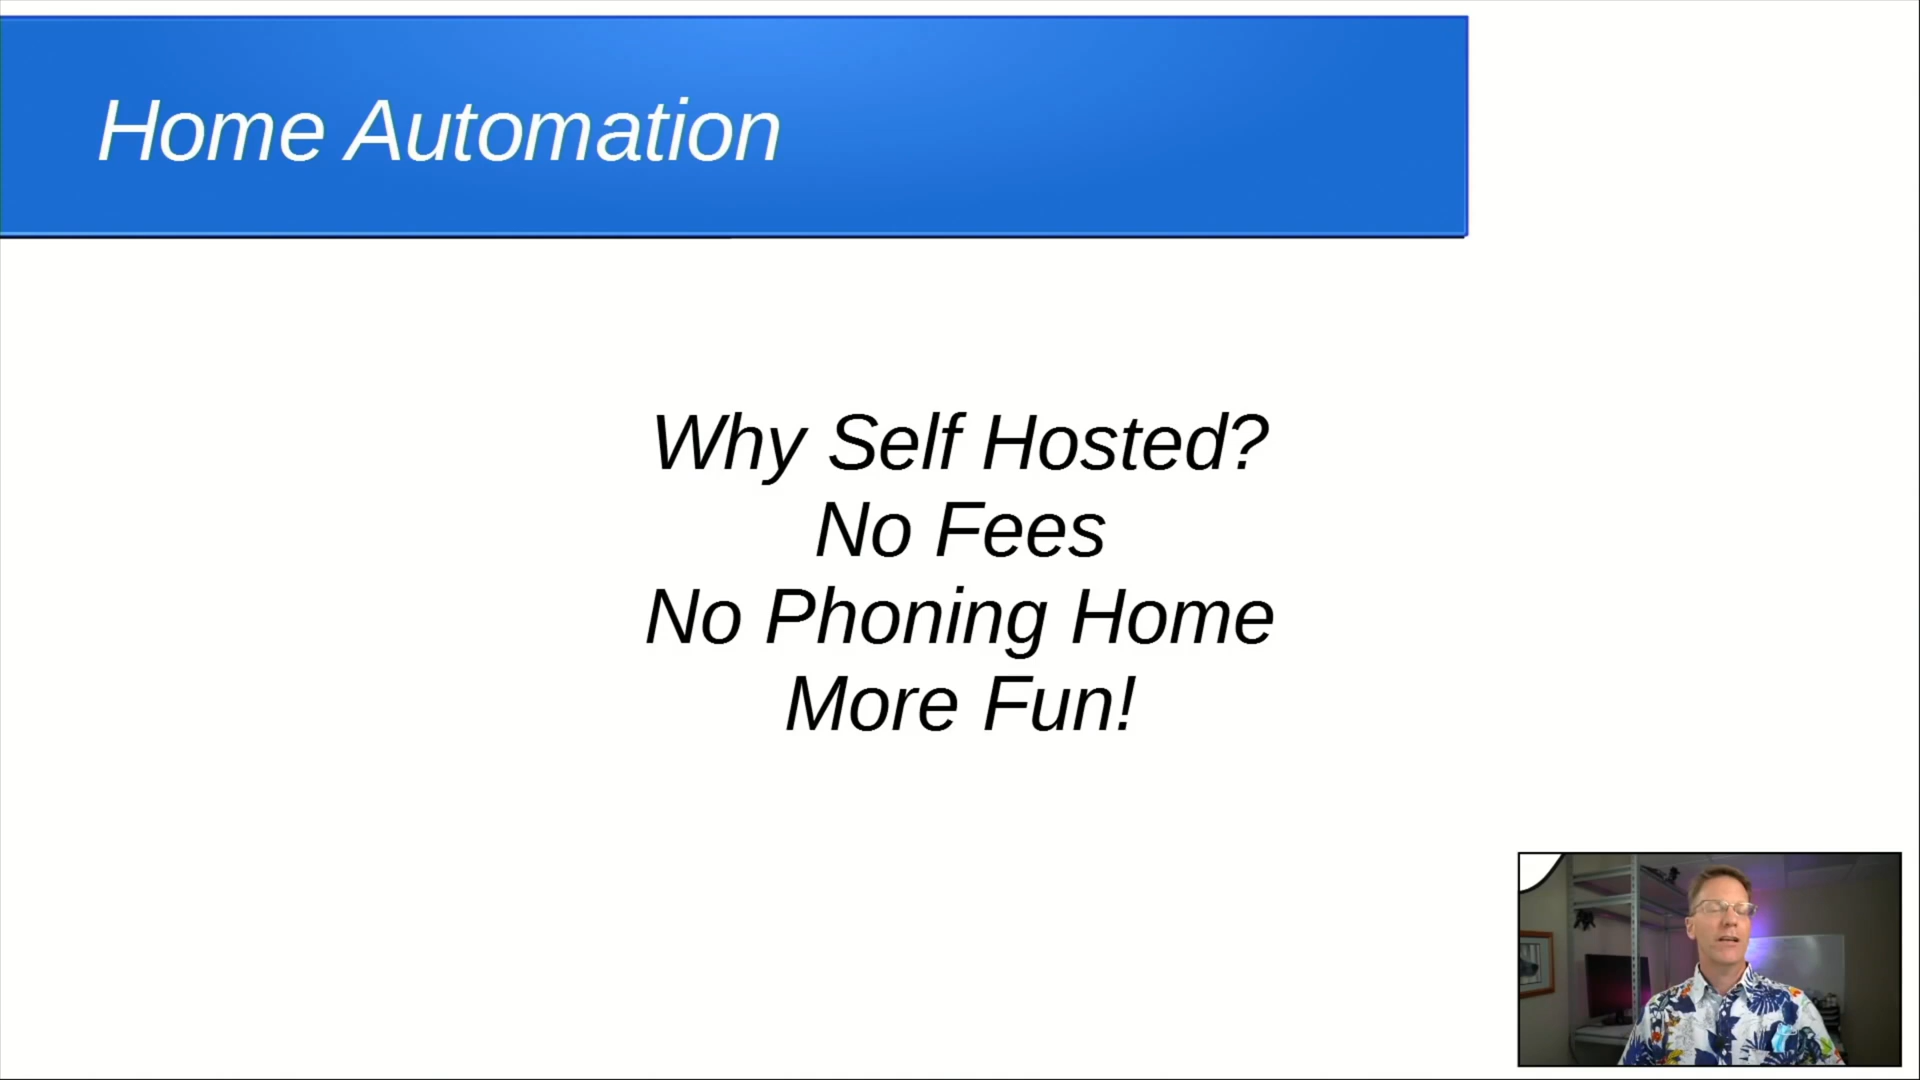 Home Automation
Why Self Hosted?
No Fees
No Phoning Home
More Fun!